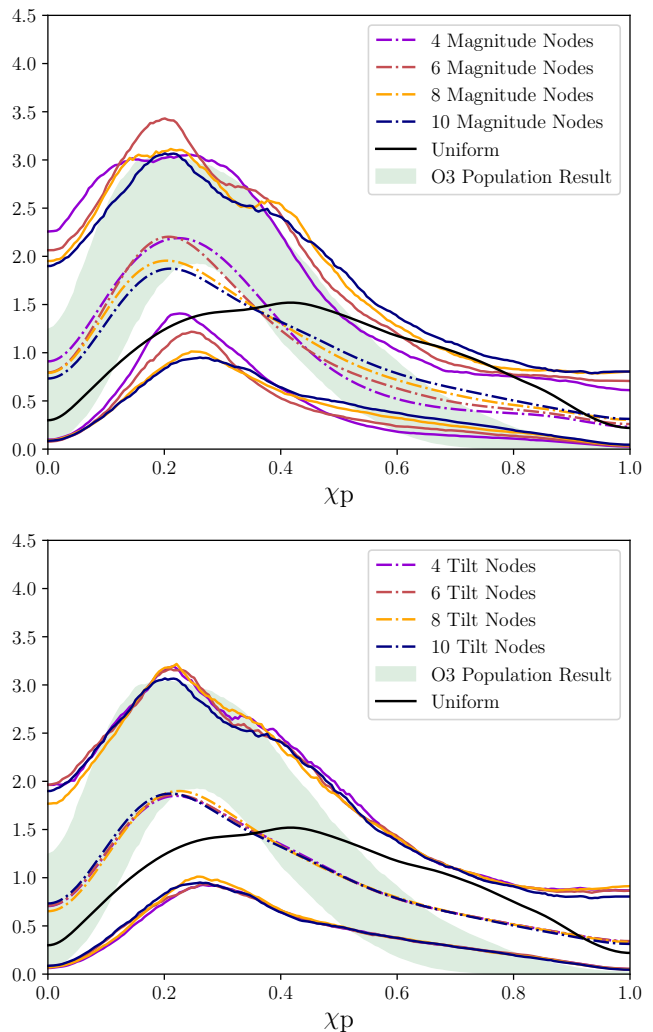 4.5
4.0
3.5
3.0
2.5
2.0
1.5
1.0
0.5
0.0
4 Magnitude Nodes
6 Magnitude Nodes
8 Magnitude Nodes
10 Magnitude Nodes
Uniform
O3 Population Result
0.0 0.2 0.4 0.6 0.8 1.0
χp
4.5
4.0
3.5
3.0
2.5
2.0
1.5
1.0
0.5
0.0
4 Tilt Nodes
6 Tilt Nodes
8 Tilt Nodes
10 Tilt Nodes
O3 Population Result
Uniform
0.0 0.2 0.4 0.6 0.8 1.0
χp